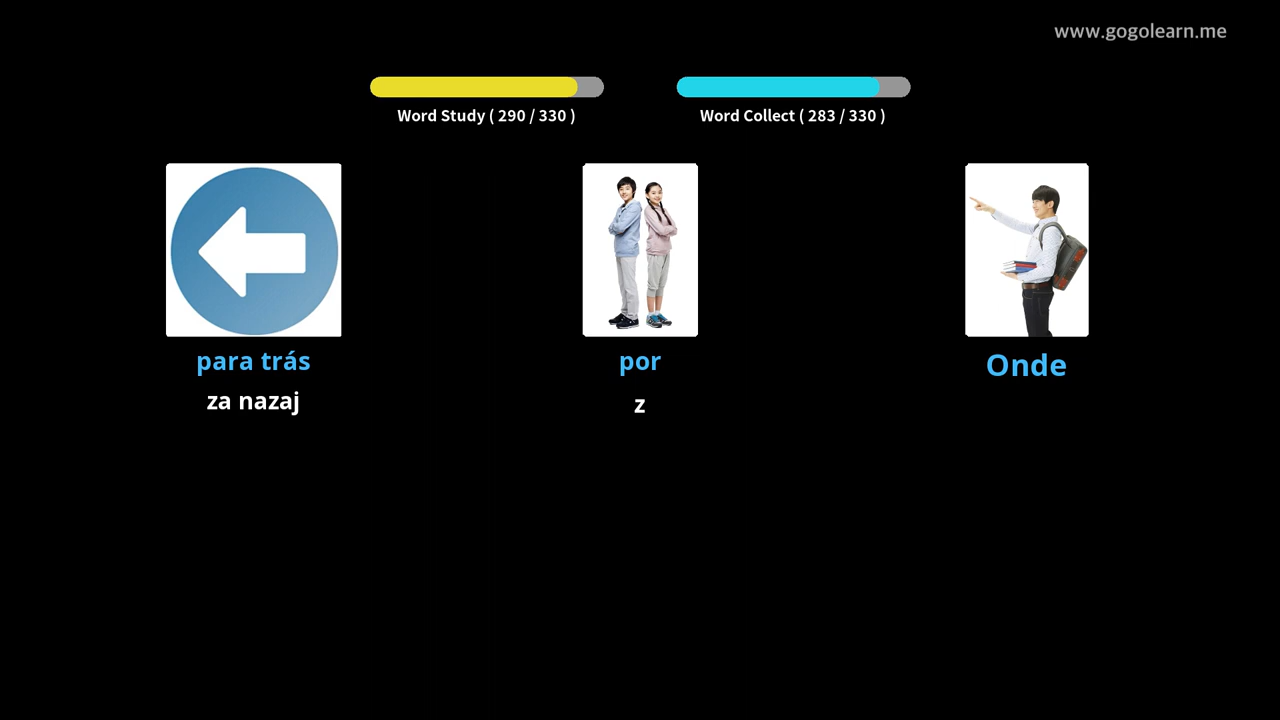 www.gogolearn.me
Word Study ( 290 / 330 )
Word Collect ( 283 / 330 )
para trás
por
Onde
za nazaj
z